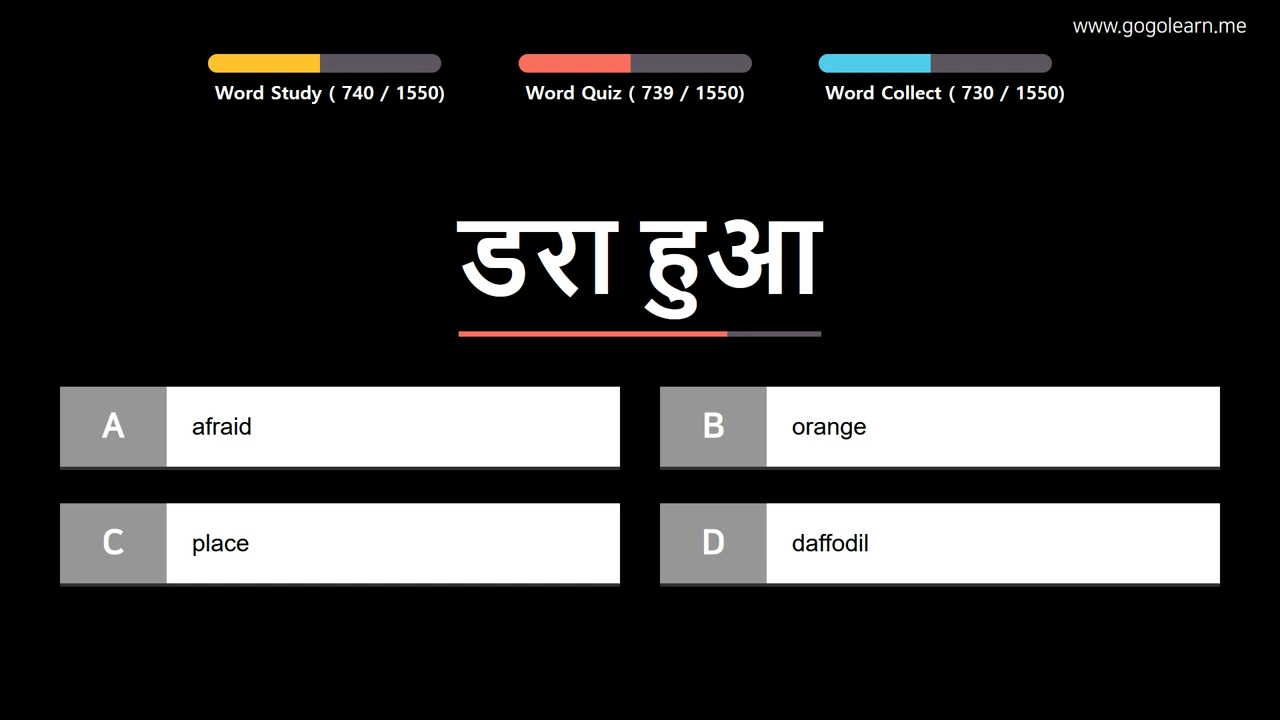 www.gogolearn.me
Word Study ( 740 / 1550)
Word Quiz ( 739 / 1550)
Word Collect ( 730 / 1550)
डरा हुआ
A afraid
B orange
C place
D daffodil